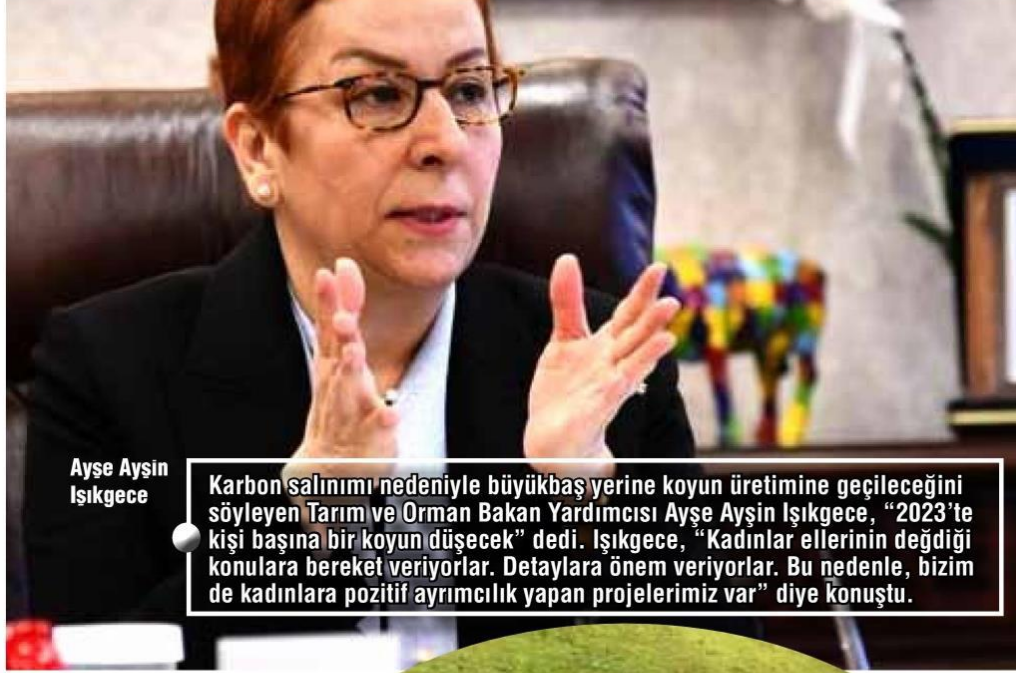 Ayşe Ayşin
Işıkgece
Karbon salınımı nedeniyle büyükbaş yerine koyun üretimine geçileceğini
söyleyen Tarım ve Orman Bakan Yardımcısı Ayşe Ayşin Işıkgece, “2023’te
kişi başına bir koyun düşecek” dedi. Işıkgece, “Kadınlar ellerinin değdiği
konulara bereket veriyorlar. Detaylara önem veriyorlar. Bu nedenle, bizim
de kadınlara pozitif ayrımcılık yapan projelerimiz var” diye konuştu.